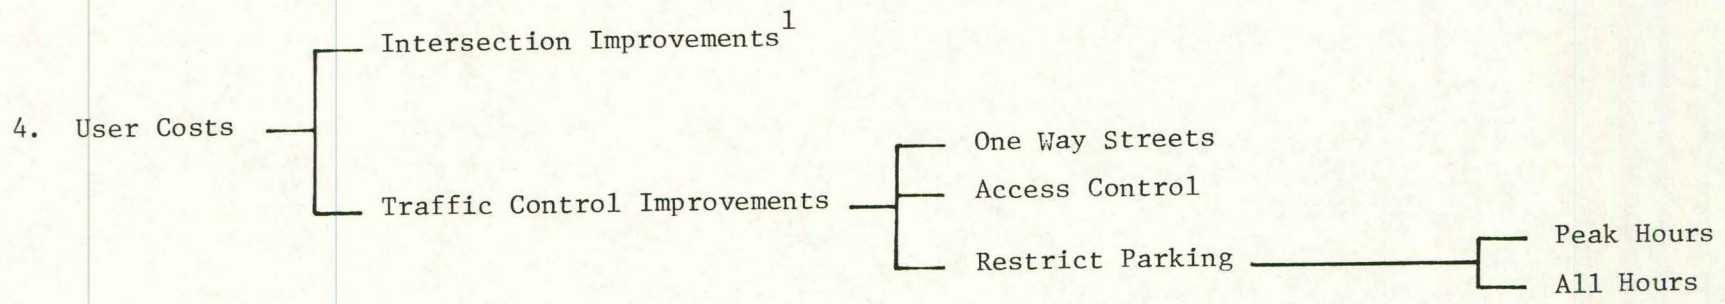 Intersection Improvements1
4. User Costs
One Way Streets
Access Control
Traffic Control Improvements
Restrict Parking
Peak Hours
All Hours